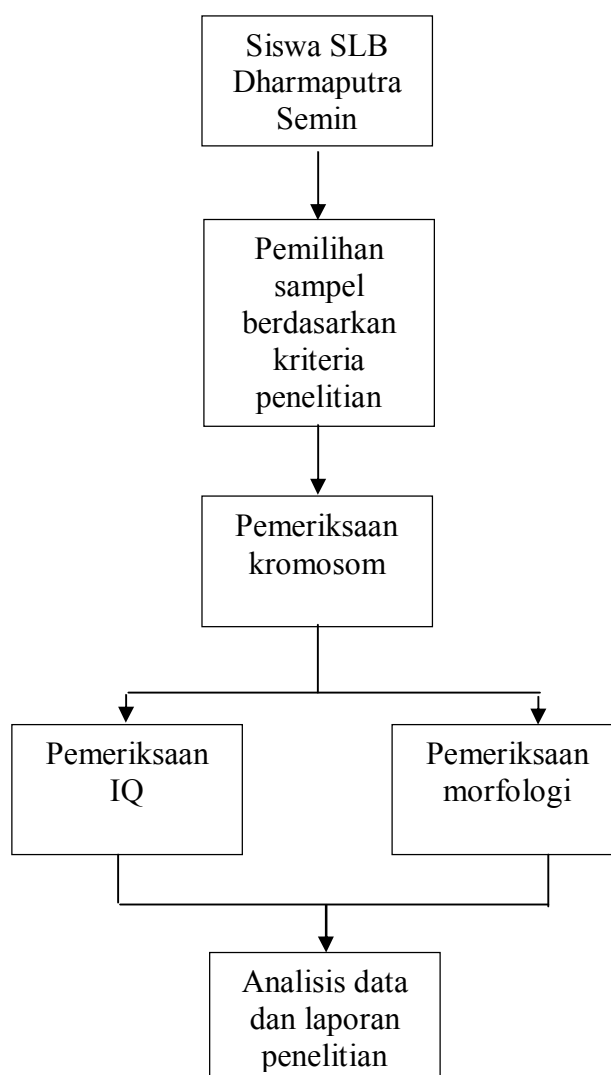 Siswa SLB
Dharmaputra
Semin
Pemilihan
sampel
berdasarkan
kriteria
penelitian
Pemeriksaan
kromosom
Pemeriksaan
IQ
Pemeriksaan
morfologi
Analisis data
dan laporan
penelitian